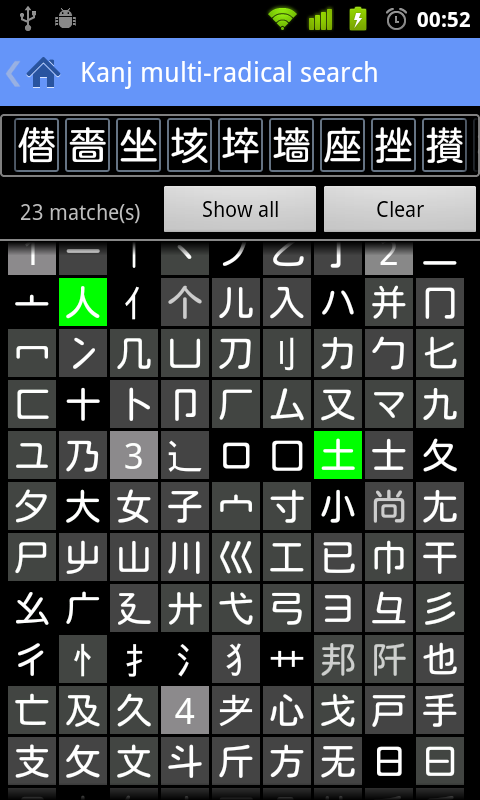 00:52
Kanj multi-radical search
僣嗇坐垓埣墻座挫攅
23 matche(s) Show all Clear
1 一 丨 丶 ノ 乙 亅 2 二
亠 人 亻 个 儿 入 ハ 并 冂
冖 冫 几 凵 刀 刂 力 勹 匕
匚 十 卜 卩 厂 厶 又 マ 九
ユ 乃 3 辶 口 囗 土 士 夂
夕 大 女 子 宀 寸 小 尚 尢
尸 屮 山 川 巛 工 已 巾 干
幺 广 廴 廾 弋 弓 ヨ 彑 彡
彳 忄 扌 氵 犭 艹 邦 阡 也
亡 及 久 4 耂 心 戈 戸 手
支 攵 文 斗 斤 方 无 日 曰